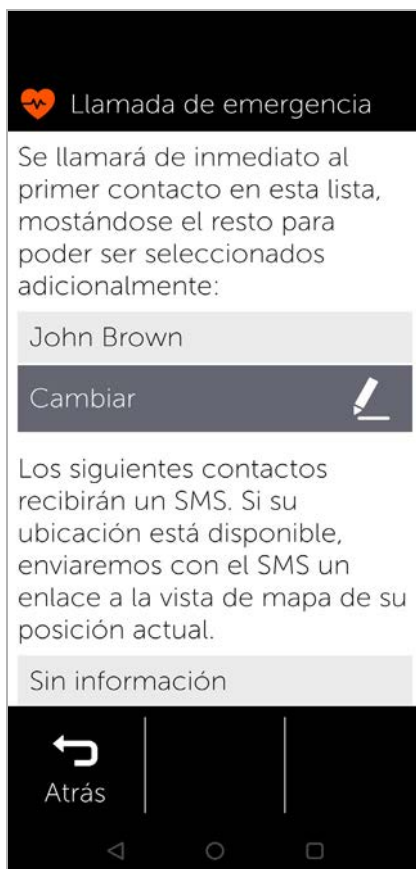 Llamada de emergencia
Se llamará de inmediato al
primer contacto en esta lista,
mostándose el resto para
poder ser seleccionados
adicionalmente:
John Brown
Cambiar
Los siguientes contactos
recibirán un SMS. Si su
ubicación está disponible,
enviaremos con el SMS un
enlace a la vista de mapa de su
posición actual.
Sin información
Atrás